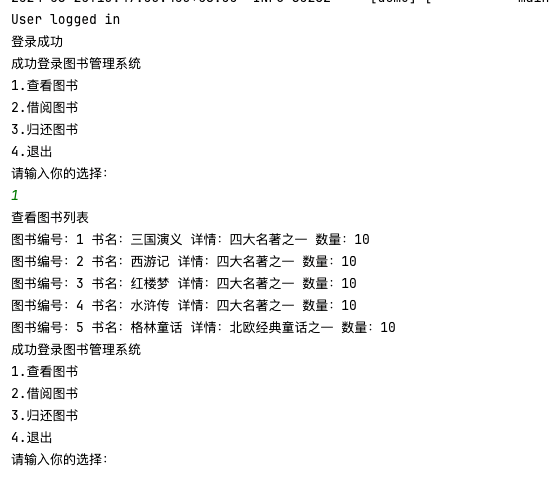 User logged in
登录成功
成功登录图书管理系统
1.查看图书
2.借阅图书
3.归还图书
4.退出
请输入你的选择:
1
查看图书列表
图书编号: 1 书名: 三国演义 详情: 四大名著之一 数量: 10
图书编号: 2 书名: 西游记 详情: 四大名著之一 数量: 10
图书编号: 3 书名: 红楼梦 详情: 四大名著之一 数量: 10
图书编号: 4 书名: 水浒传 详情: 四大名著之一 数量: 10
图书编号: 5 书名: 格林童话 详情: 北欧经典童话之一 数量: 10
成功登录图书管理系统
1.查看图书
2.借阅图书
3.归还图书
4.退出
请输入你的选择: